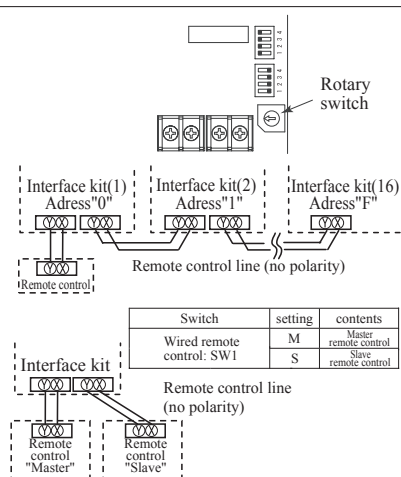 1 2 3 4
1 2 3 4
Rotary
switch
Interface kit(1)
Adress"0"
Interface kit(2)
Adress"1"
Interface kit(16)
Adress"F"
Ⓨ Ⓧ Ⓨ Ⓧ
Ⓨ Ⓧ Ⓨ Ⓧ
Ⓨ Ⓧ
Ⓨ Ⓧ
Remote control
Remote control line (no polarity)
Switch setting contents
Wired remote
control: SW1
M Master
remote control
S Slave
remote control
Interface kit
Ⓨ Ⓧ Ⓨ Ⓧ
Remote control line
(no polarity)
Ⓨ Ⓧ
Remote
control
"Master"
Ⓨ Ⓧ
Remote
control
"Slave"